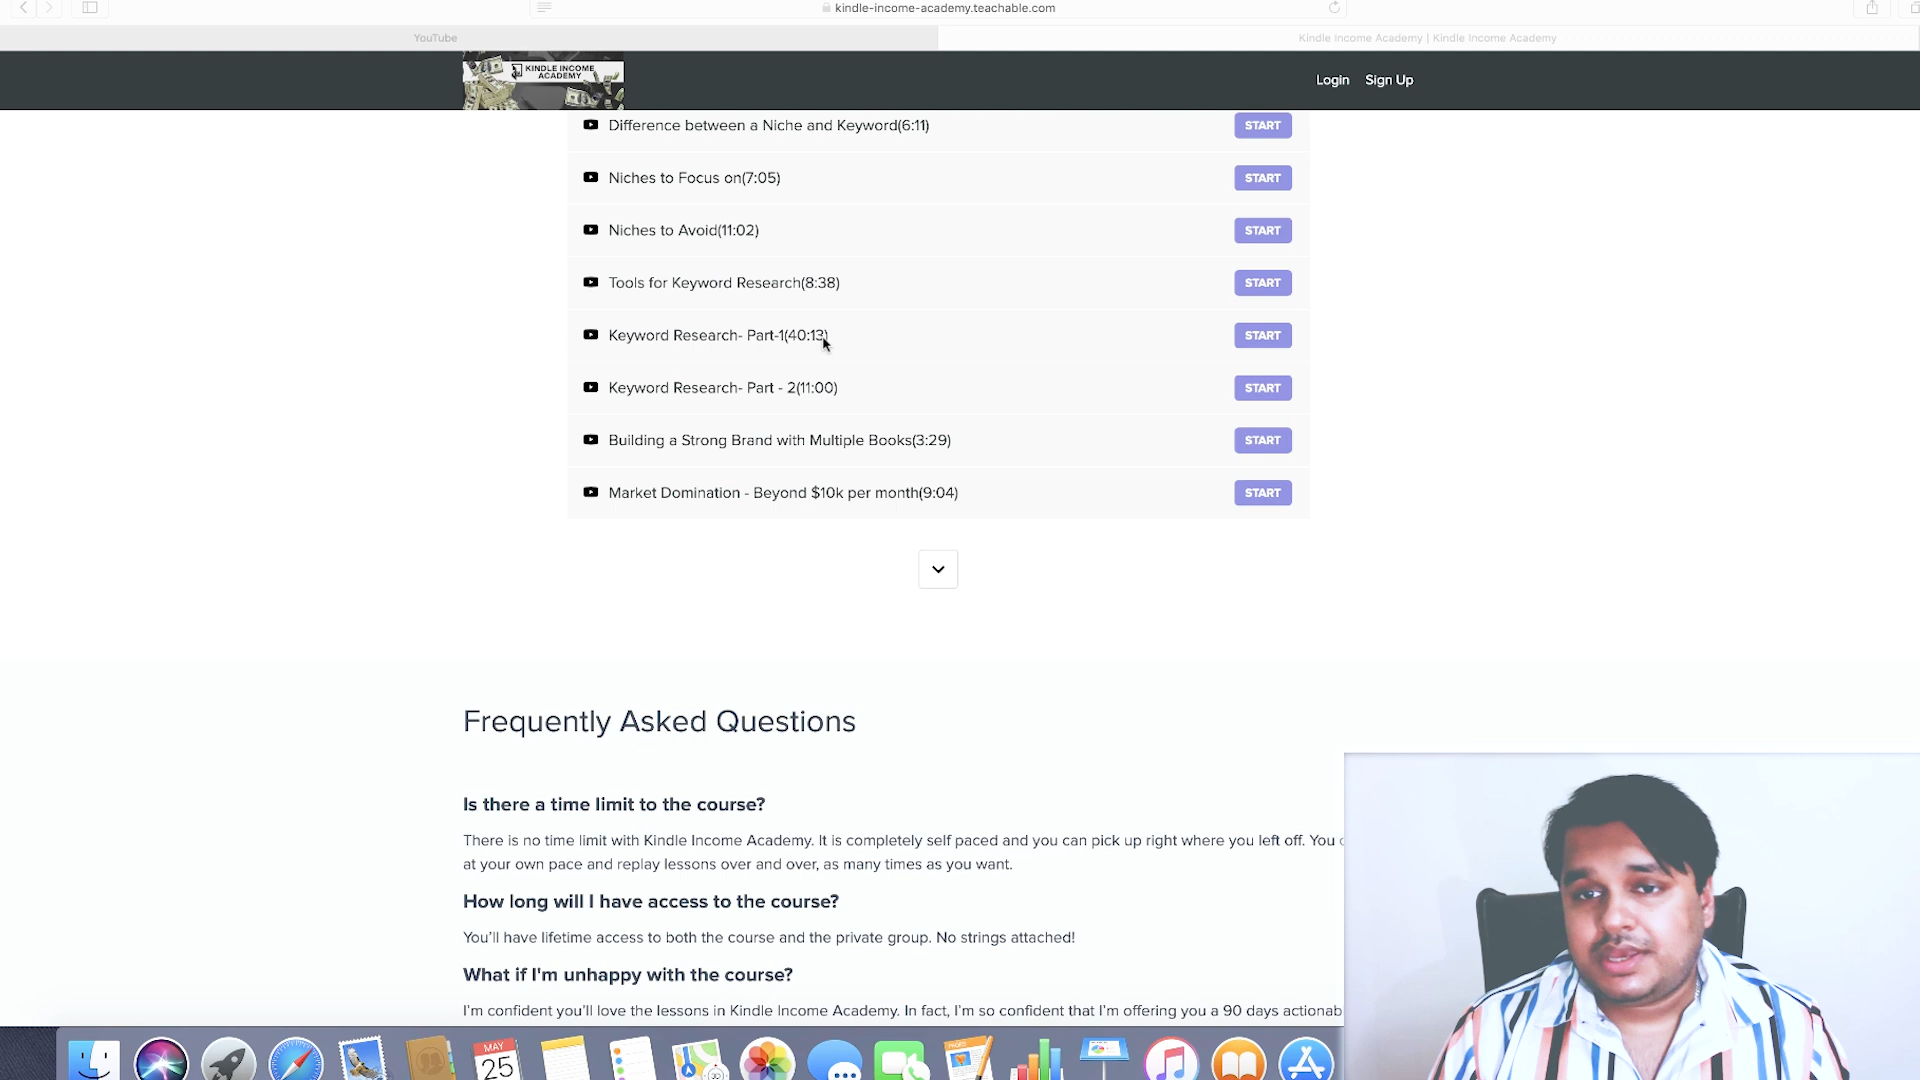 kindle-income-academy.teachable.com
YouTube
Kindle Income Academy | Kindle Income Academy
KINDLE INCOME
ACADEMY
Login
Sign Up
Difference between a Niche and Keyword(6:11)
START
Niches to Focus on(7:05)
START
Niches to Avoid(11:02)
START
Tools for Keyword Research(8:38)
START
Keyword Research- Part-1(40:13)
START
Keyword Research- Part - 2(11:00)
START
Building a Strong Brand with Multiple Books(3:29)
START
Market Domination - Beyond $10k per month(9:04)
START
Frequently Asked Questions
Is there a time limit to the course?
There is no time limit with Kindle Income Academy. It is completely self paced and you can pick up right where you left off. You
at your own pace and replay lessons over and over, as many times as you want.
How long will I have access to the course?
You'll have lifetime access to both the course and the private group. No strings attached!
What if I'm unhappy with the course?
I'm confident you'll love the lessons in Kindle Income Academy. In fact, I'm so confident that I'm offering you a 90 days actionab
MAY
25
PAGES